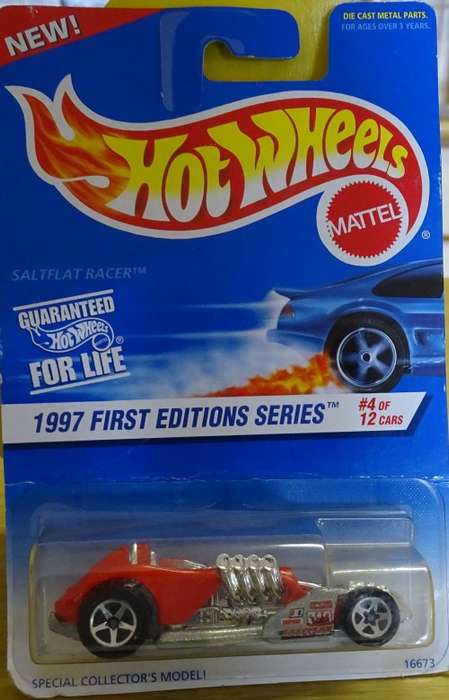 NEW!
DIE CAST METAL PARTS.
FOR AGES OVER 3 YEARS.
HOT WHEELS
MATTEL
®
SALTFLAT RACER™
GUARANTEED
HOT WHEELS ®
FOR LIFE
1997 FIRST EDITIONS SERIES™
#4 OF
12 CARS
16673
SPECIAL COLLECTOR'S MODEL!